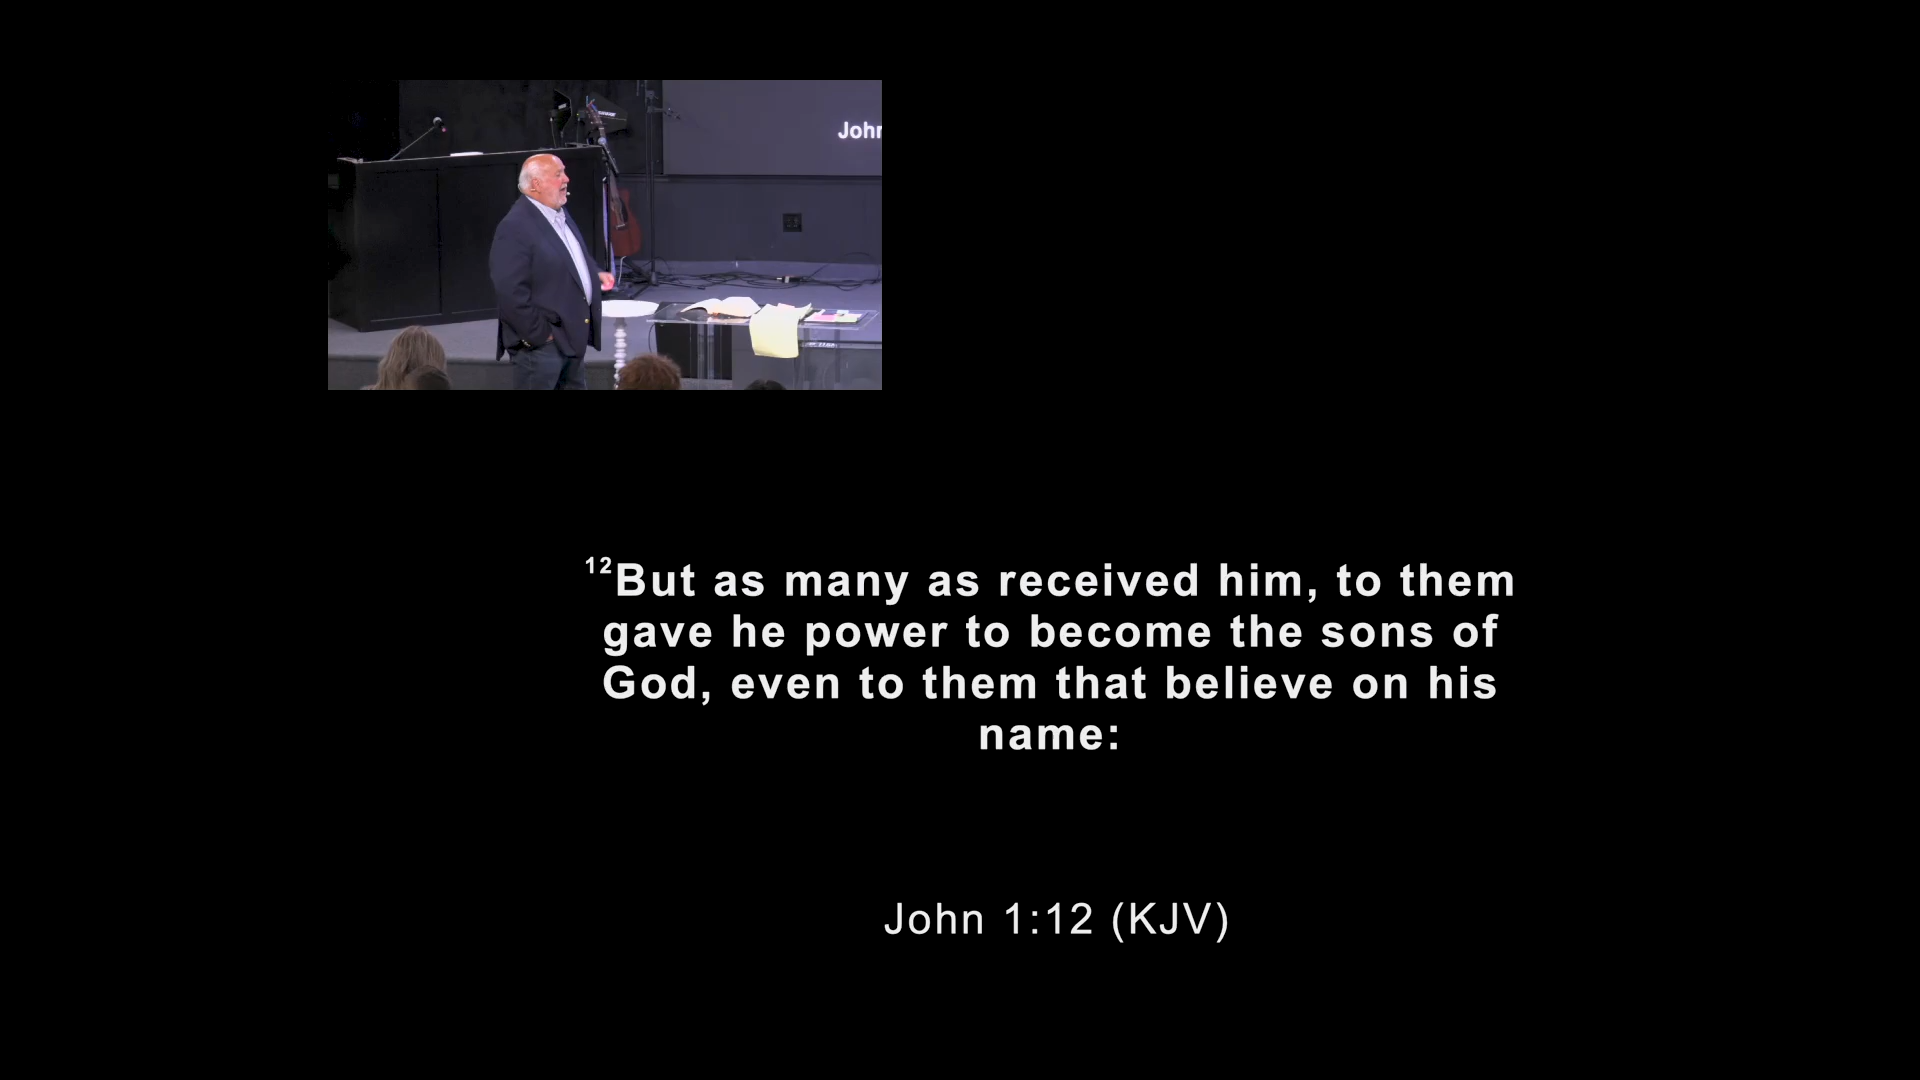 John
¹²But as many as received him, to them
gave he power to become the sons of
God, even to them that believe on his
name:
John 1:12 (KJV)